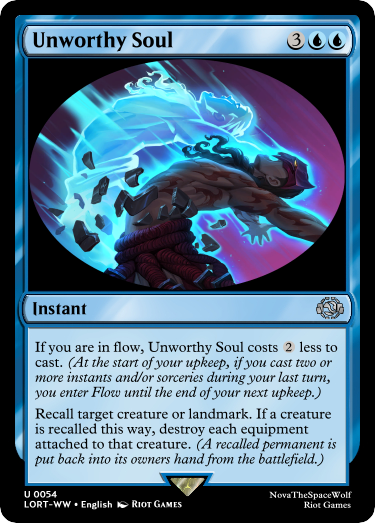 Unworthy Soul 3
Instant
If you are in flow, Unworthy Soul costs 2 less to
cast. (At the start of your upkeep, if you cast two or
more instants and/or sorceries during your last turn,
you enter Flow until the end of your next upkeep.)
Recall target creature or landmark. If a creature
is recalled this way, destroy each equipment
attached to that creature. (A recalled permanent is
put back into its owners hand from the battlefield.)
U 0054
LORT-WW • English Riot Games
NovaTheSpaceWolf
Riot Games